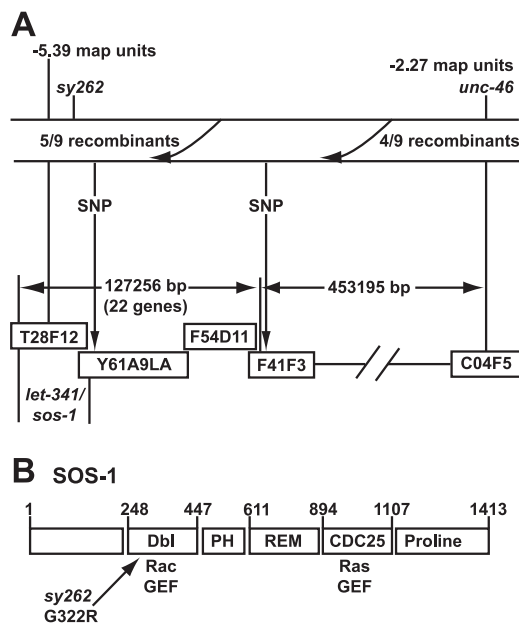 A
-5.39 map units
sy262
-2.27 map units
unc-46
5/9 recombinants
4/9 recombinants
SNP
SNP
127256 bp
(22 genes)
453195 bp
T28F12
F54D11
Y61A9LA
F41F3
C04F5
let-341/
sos-1
B SOS-1
1 248 447 611 894 1107 1413
Dbl PH REM CDC25 Proline
Rac
GEF
Ras
GEF
sy262
G322R